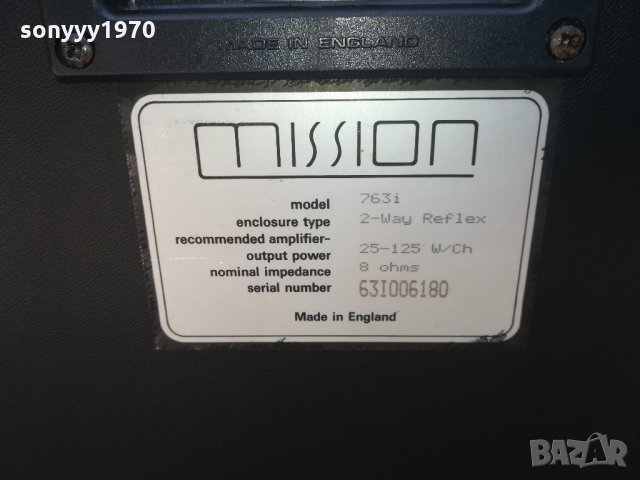 sonyyy1970
MADE IN ENGLAND
mission
model 763i
enclosure type 2-Way Reflex
recommended amplifier-
output power 25-125 W/Ch
nominal impedance 8 ohms
serial number 63I006180
Made in England
BAZAR